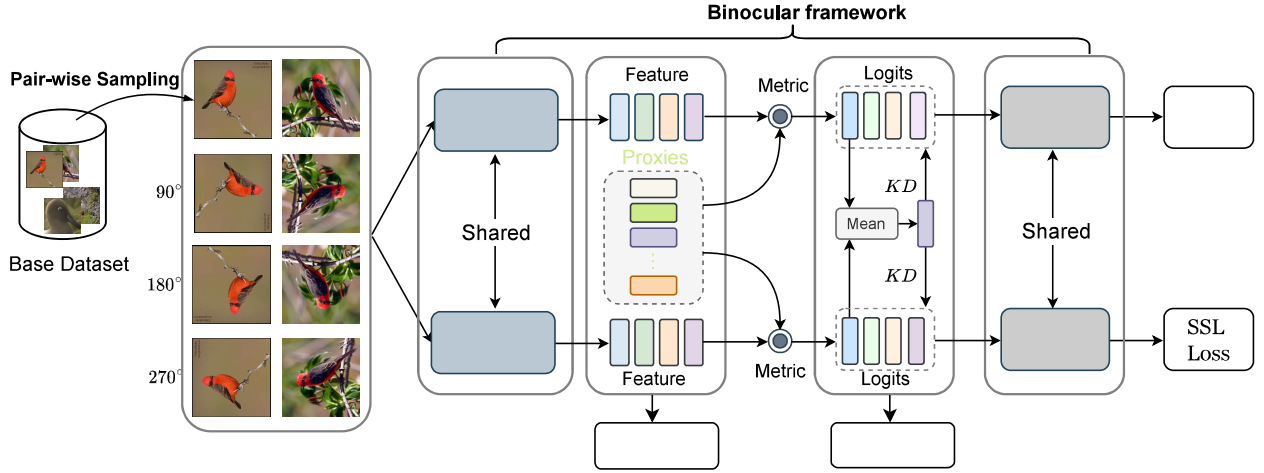 Binocular framework
Pair-wise Sampling
Base Dataset
90°
180°
270°
Shared
Feature
Proxies
Feature
Metric
Metric
Logits
KD
Mean
KD
Logits
Shared
SSL
Loss